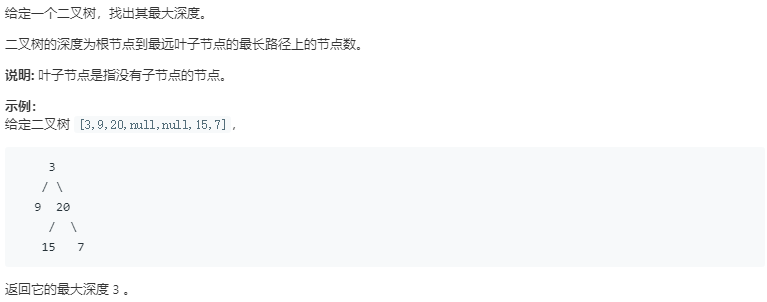 给定一个二叉树，找出其最大深度。
二叉树的深度为根节点到最远叶子节点的最长路径上的节点数。
说明: 叶子节点是指没有子节点的节点。
示例：
给定二叉树 [3,9,20,null,null,15,7]，
3
/ \
9 20
/ \
15 7
返回它的最大深度 3 。